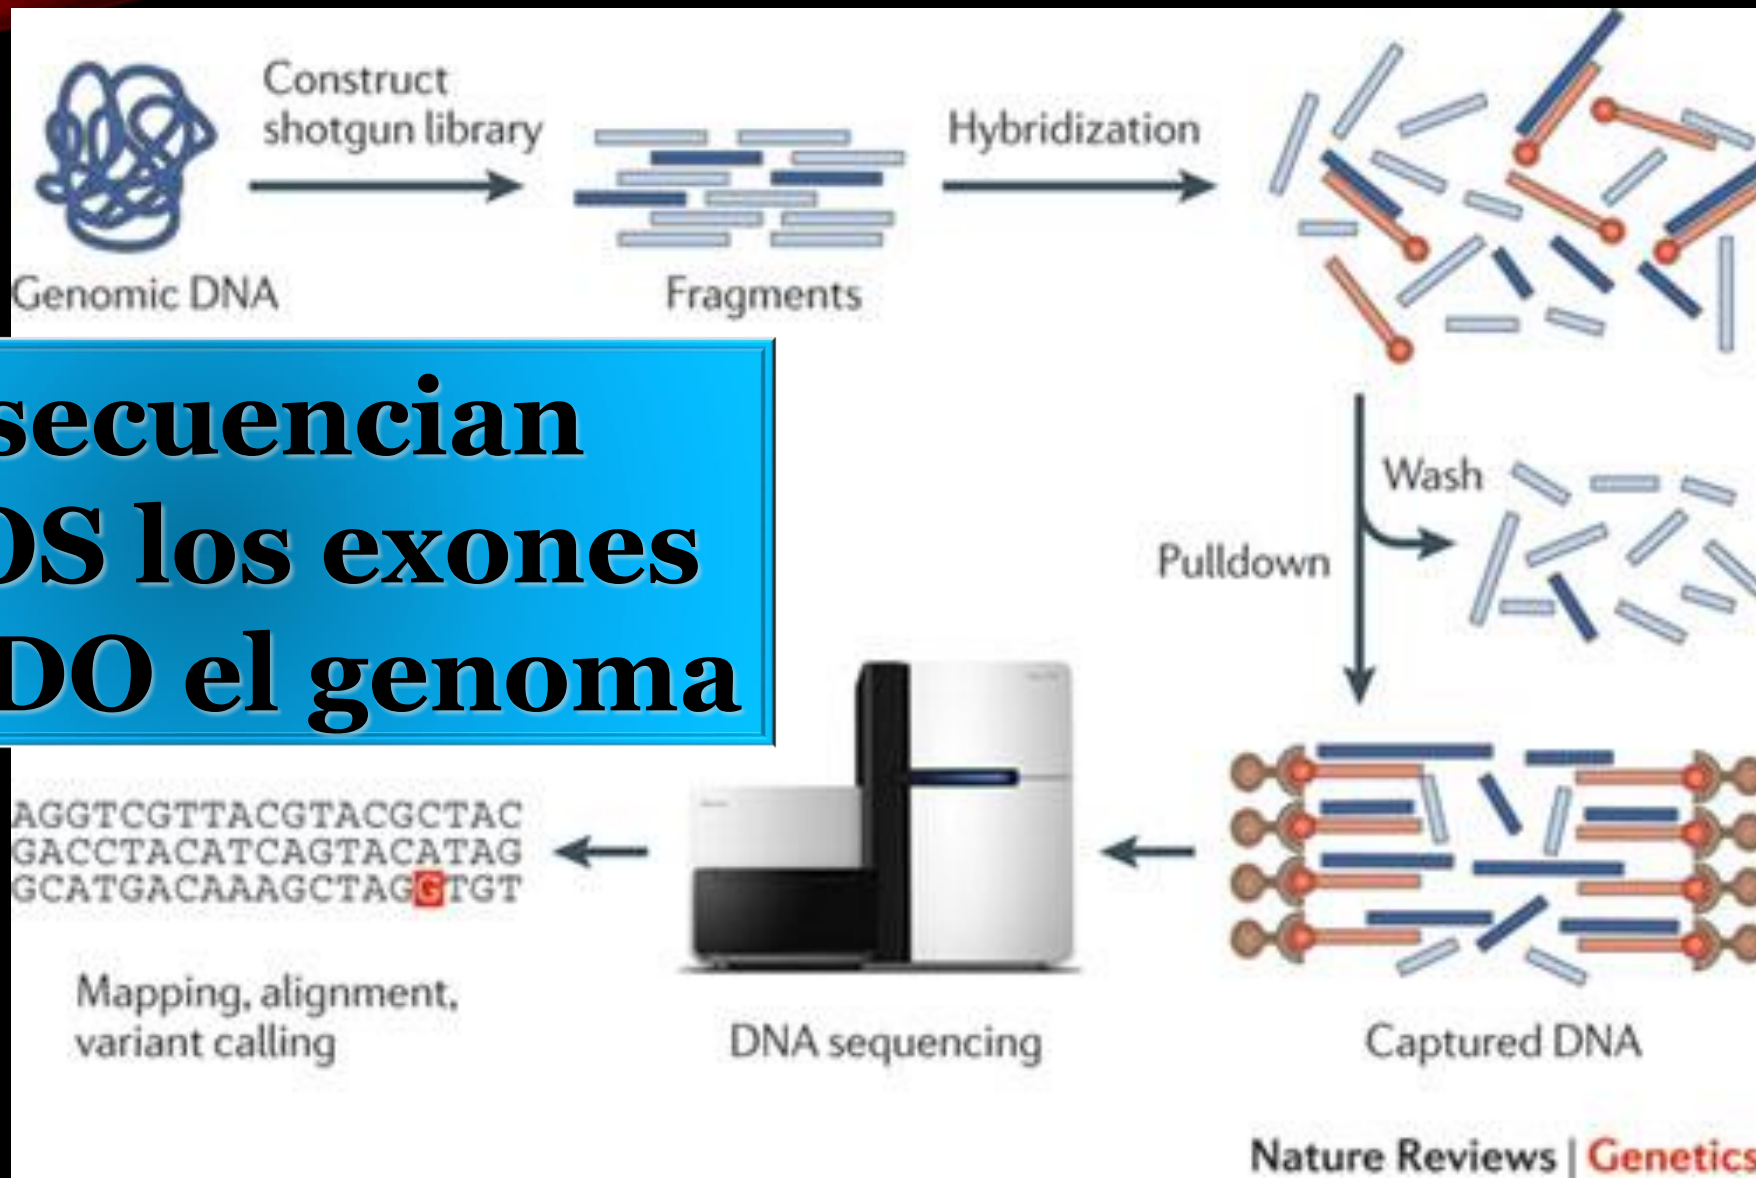 Construct
shotgun library
Hybridization
Genomic DNA
Fragments
secuencian
OS los exones
DO el genoma
Wash
Pulldown
AGGTCGTTACGTACGCTAC
GACCTACATCAGTACATAG
GCATGACAAAGCTAGGTGT
Mapping, alignment,
variant calling
DNA sequencing
Captured DNA
Nature Reviews | Genetics